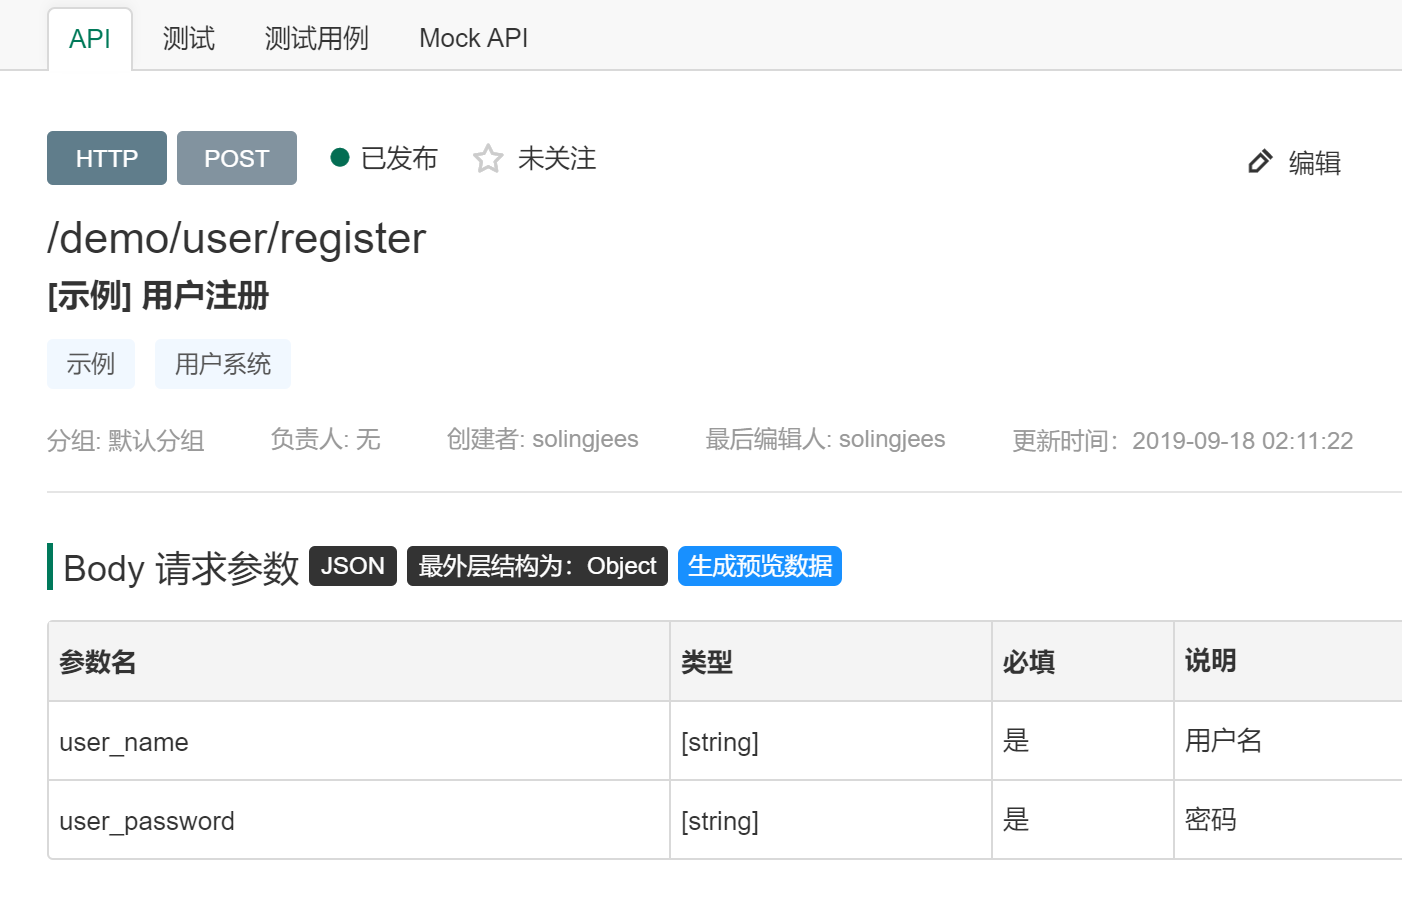 API 测试 测试用例 Mock API
HTTP POST 已发布 未关注 编辑
/demo/user/register
[示例] 用户注册
示例 用户系统
分组: 默认分组 负责人: 无 创建者: solingjees 最后编辑人: solingjees 更新时间：2019-09-18 02:11:22
Body 请求参数 JSON 最外层结构为：Object 生成预览数据
参数名 类型 必填 说明
user_name [string] 是 用户名
user_password [string] 是 密码